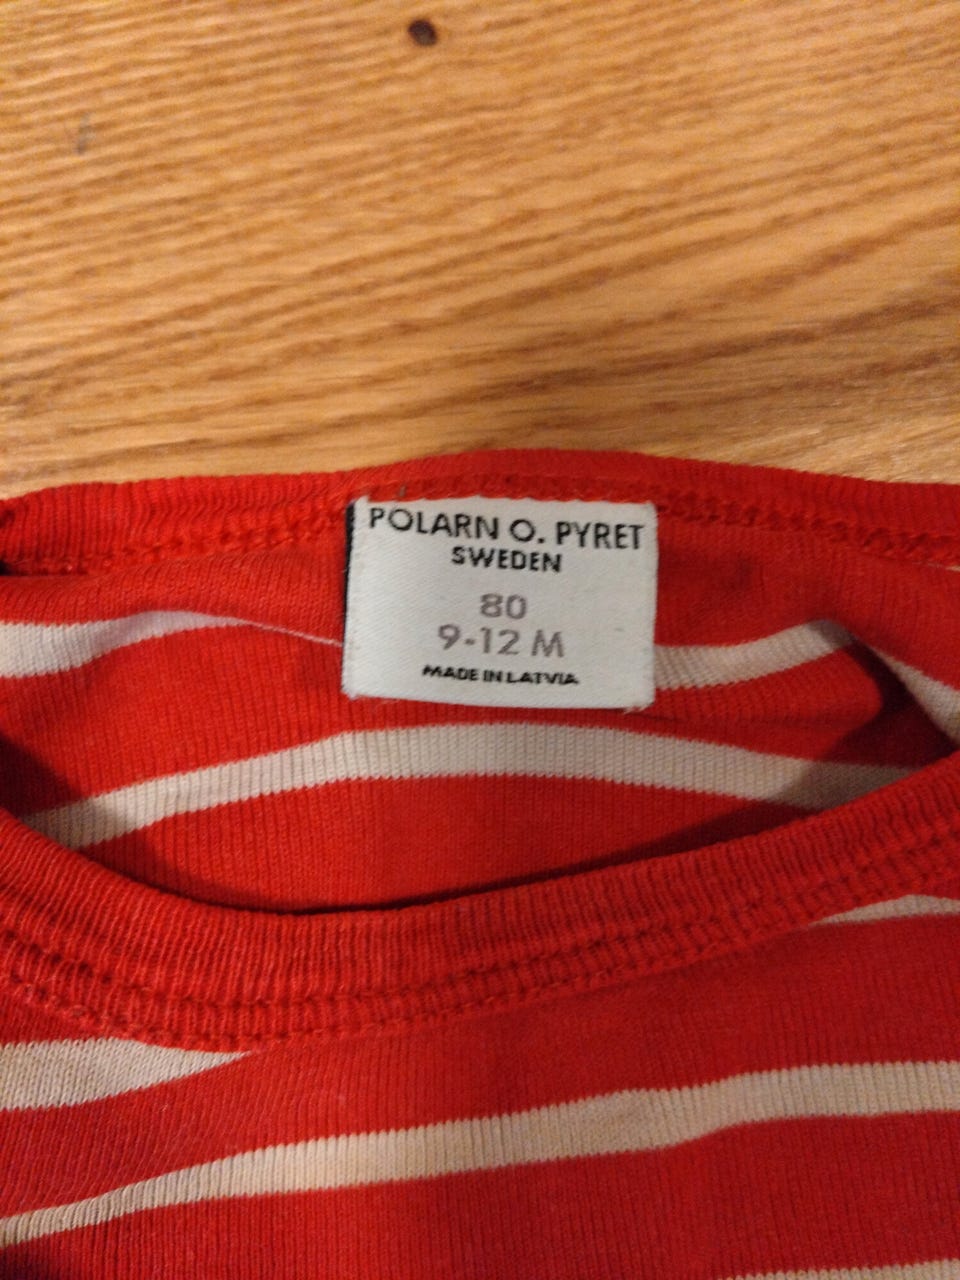 POLARN O. PYRET
SWEDEN
80
9-12 M
MADE IN LATVIA